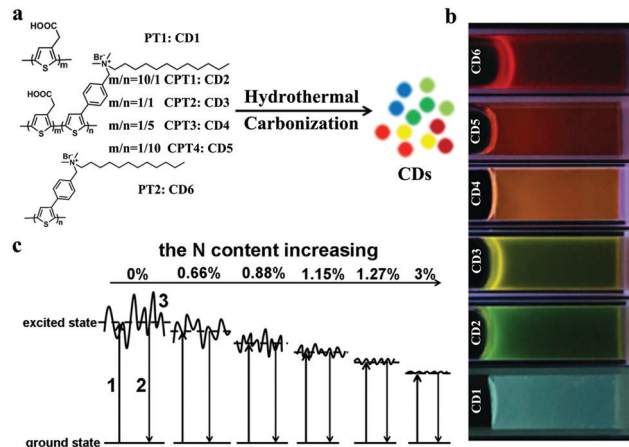 a
HOOC
PT1: CD1
S
m
Br⁻
N⁺
m/n=10/1 CPT1: CD2
HOOC
m/n=1/1 CPT2: CD3
m/n=1/5 CPT3: CD4
S
m
S
n
m/n=1/10 CPT4: CD5
Br⁻
N⁺
PT2: CD6
S
n
Hydrothermal
Carbonization
CDs
b
CD6
CD5
CD4
CD3
CD2
CD1
c
the N content increasing
0% 0.66% 0.88% 1.15% 1.27% 3%
3
excited state
1 2
ground state